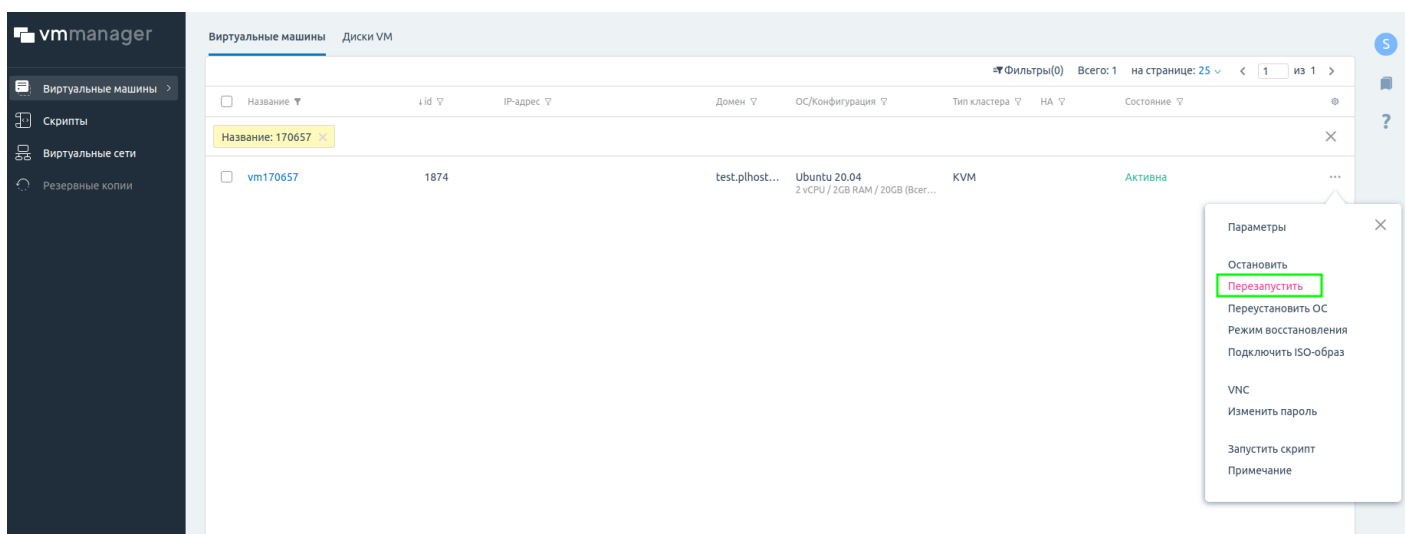 vmmanager
Виртуальные машины
Скрипты
Виртуальные сети
Резервные копии
Виртуальные машины Диски VM
Фильтры(0) Всего: 1 на странице: 25 1 из 1
Название ↓id IP-адрес Домен ОС/Конфигурация Тип кластера HA Состояние
Название: 170657
vm170657 1874 test.plhost... Ubuntu 20.04 KVM Активна ...
2 vCPU / 2GB RAM / 20GB (Всег...
Параметры
Остановить
Перезапустить
Переустановить ОС
Режим восстановления
Подключить ISO-образ
VNC
Изменить пароль
Запустить скрипт
Примечание
S
?